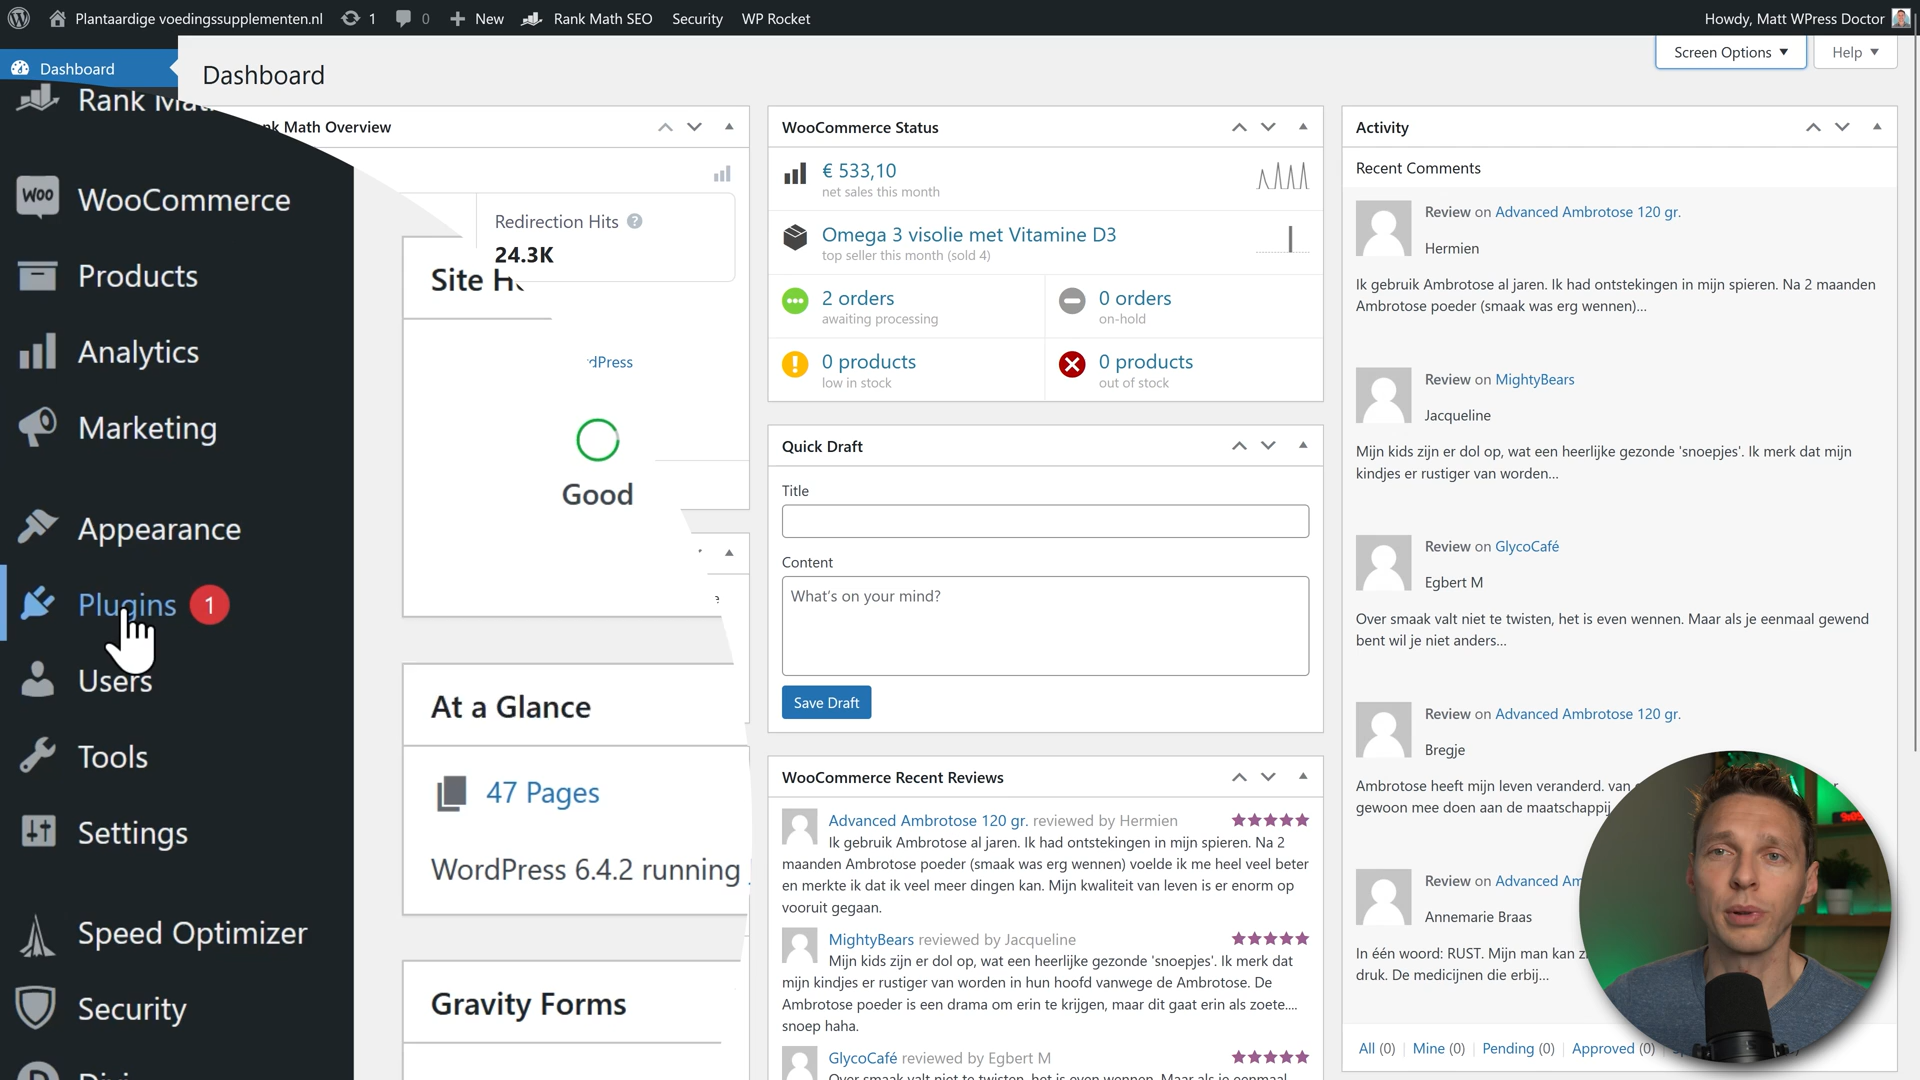 Plantaardige voedingssupplementen.nl 1 0 New Rank Math SEO Security WP Rocket
Howdy, Matt WPress Doctor
Screen Options
Help
Dashboard
Dashboard
WooCommerce
Products
Analytics
Marketing
Appearance
Plugins 1
Users
Tools
Settings
Speed Optimizer
Security
Math Overview
Redirection Hits ?
24.3K
Site
Good
At a Glance
47 Pages
WordPress 6.4.2 running
Gravity Forms
WooCommerce Status
€ 533,10
net sales this month
Omega 3 visolie met Vitamine D3
top seller this month (sold 4)
2 orders
awaiting processing
0 orders
on-hold
0 products
low in stock
0 products
out of stock
Quick Draft
Title
Content
What's on your mind?
Save Draft
WooCommerce Recent Reviews
Advanced Ambrotose 120 gr. reviewed by Hermien
Ik gebruik Ambrotose al jaren. Ik had ontstekingen in mijn spieren. Na 2
maanden Ambrotose poeder (smaak was erg wennen) voelde ik me heel veel beter
en merkte ik dat ik veel meer dingen kan. Mijn kwaliteit van leven is er enorm op
vooruit gegaan.
MightyBears reviewed by Jacqueline
Mijn kids zijn er dol op, wat een heerlijke gezonde 'snoepjes'. Ik merk dat mijn
kindjes er rustiger van worden in hun hoofd vanwege de Ambrotose. De
Ambrotose poeder is een drama om erin te krijgen, maar dit gaat erin als zoete....
snoep haha.
GlycoCafé reviewed by Egbert M
Over smaak valt niet te twisten, het is even wennen. Maar als je eenmaal
Activity
Recent Comments
Review on Advanced Ambrotose 120 gr.
Hermien
Ik gebruik Ambrotose al jaren. Ik had ontstekingen in mijn spieren. Na 2 maanden
Ambrotose poeder (smaak was erg wennen)...
Review on MightyBears
Jacqueline
Mijn kids zijn er dol op, wat een heerlijke gezonde 'snoepjes'. Ik merk dat mijn
kindjes er rustiger van worden...
Review on GlycoCafé
Egbert M
Over smaak valt niet te twisten, het is even wennen. Maar als je eenmaal gewend
bent wil je niet anders...
Review on Advanced Ambrotose 120 gr.
Bregje
Ambrotose heeft mijn leven veranderd. van
gewoon mee doen aan de maatschappij
Review on Advanced Am
Annemarie Braas
In één woord: RUST. Mijn man kan
druk. De medicijnen die erbij...
All (0) | Mine (0) | Pending (0) | Approved (0)